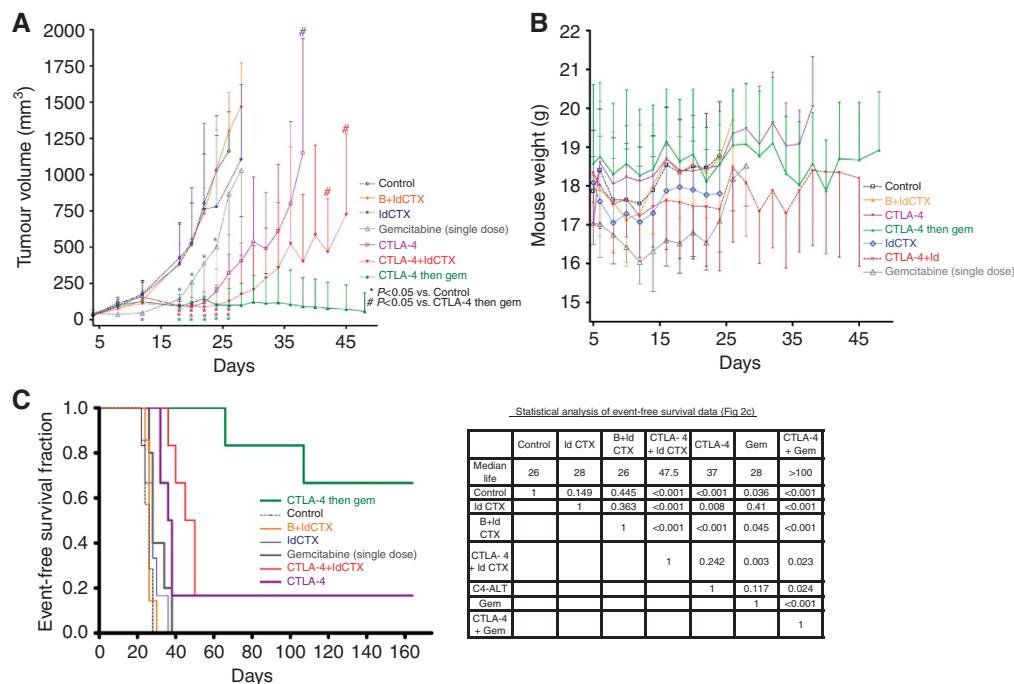 A
Tumour volume (mm3)
2000
1750
1500
1250
1000
750
500
250
0
5
15
25
35
45
Days
#
#
#
Control
B+IdCTX
IdCTX
Gemcitabine (single dose)
CTLA-4
CTLA-4+IdCTX
CTLA-4 then gem
* P<0.05 vs. Control
# P<0.05 vs. CTLA-4 then gem
B
Mouse weight (g)
22
21
20
19
18
17
16
15
5
15
25
35
45
Days
Control
B+IdCTX
CTLA-4
CTLA-4 then gem
IdCTX
CTLA-4+Id
Gemcitabine (single dose)
C
Event-free survival fraction
1.0
0.8
0.6
0.4
0.2
0.0
0 20 40 60 80 100 120 140 160
Days
CTLA-4 then gem
Control
B+IdCTX
IdCTX
Gemcitabine (single dose)
CTLA-4+IdCTX
CTLA-4
Statistical analysis of event-free survival data (Fig 2c)
Control Id CTX B+Id CTX CTLA- 4 + Id CTX CTLA-4 Gem CTLA-4 + Gem
Median life 26 28 26 47.5 37 28 >100
Control 1 0.149 0.445 <0.001 <0.001 0.036 <0.001
Id CTX 1 0.363 <0.001 0.008 0.41 <0.001
B+Id CTX 1 <0.001 <0.001 0.045 <0.001
CTLA- 4 + Id CTX 1 0.242 0.003 0.023
C4-ALT 1 0.117 0.024
Gem 1 <0.001
CTLA-4 + Gem 1